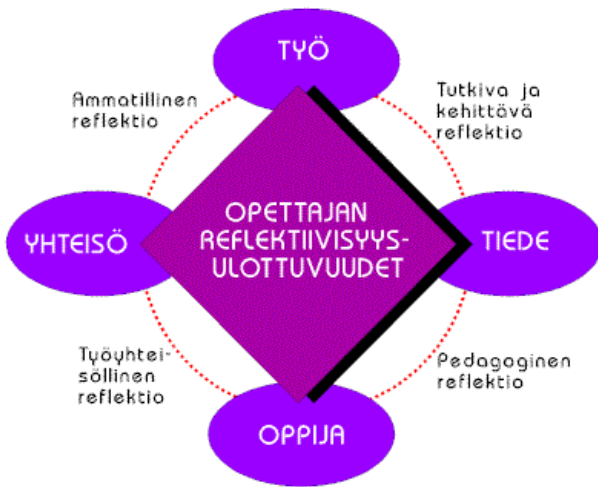 TYÖ
Ammatillinen
reflektio
Tutkiva ja
kehittävä
reflektio
OPETTAJAN
REFLEKTIIVISYYS-
ULOTTUVUUDET
YHTEISÖ
TIEDE
Työyhtei-
söllinen
reflektio
Pedagoginen
reflektio
OPPIJA